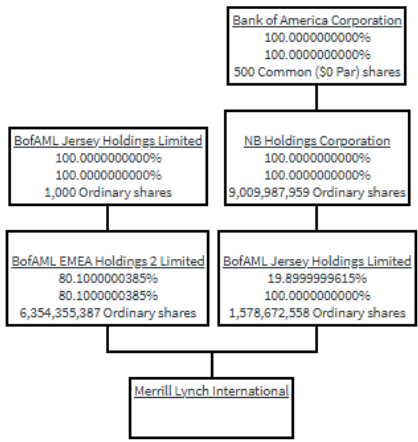 Bank of America Corporation
100.0000000000%
100.0000000000%
500 Common ($0 Par) shares
BofAML Jersey Holdings Limited
100.0000000000%
100.0000000000%
1,000 Ordinary shares
NB Holdings Corporation
100.0000000000%
100.0000000000%
9,009,987,959 Ordinary shares
BofAML EMEA Holdings 2 Limited
80.1000000385%
80.1000000385%
6,354,355,387 Ordinary shares
BofAML Jersey Holdings Limited
19.8999999615%
100.0000000000%
1,578,672,558 Ordinary shares
Merrill Lynch International